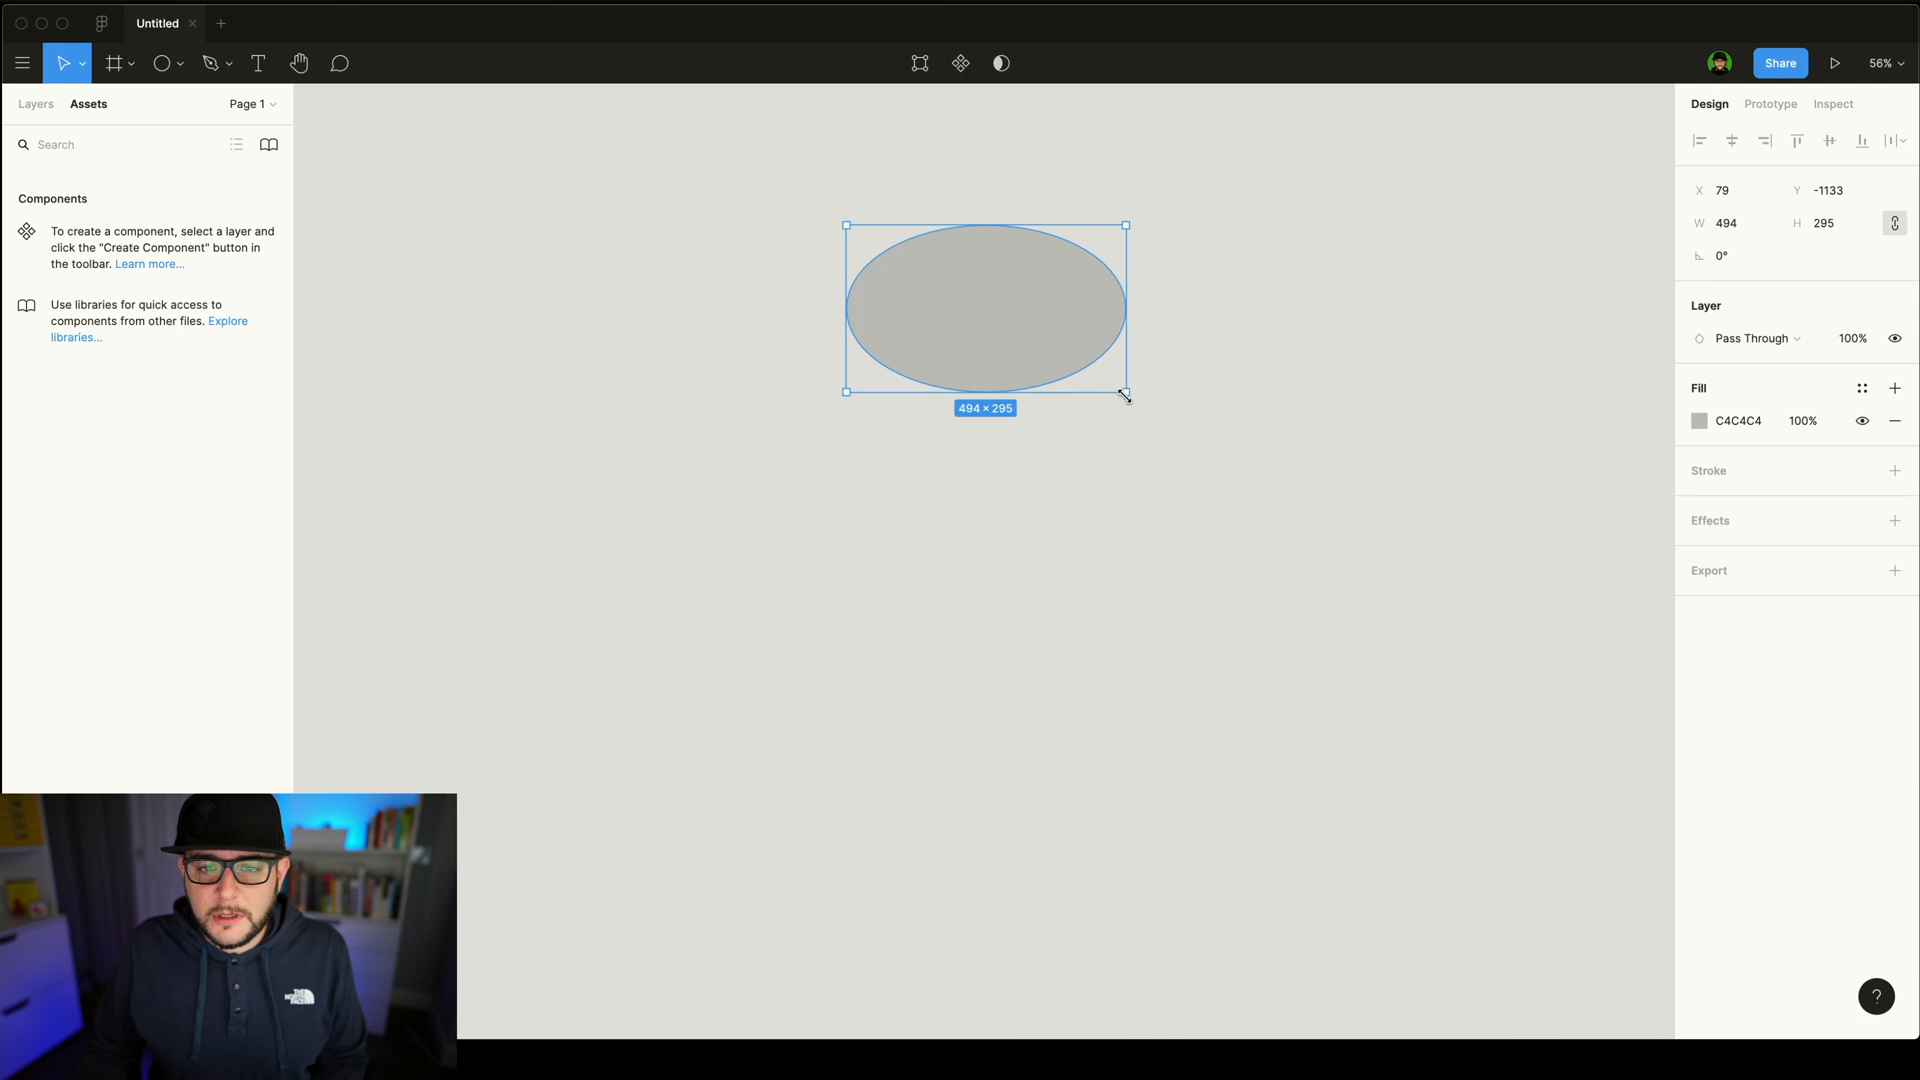 Untitled
Share
56%
Layers
Assets
Page 1
Search
Components
To create a component, select a layer and
click the "Create Component" button in
the toolbar. Learn more...
Use libraries for quick access to
components from other files. Explore
libraries...
494 × 295
Design
Prototype
Inspect
X 79
Y -1133
W 494
H 295
0°
Layer
Pass Through
100%
Fill
C4C4C4
100%
Stroke
Effects
Export
?
THE
NORTH
FACE